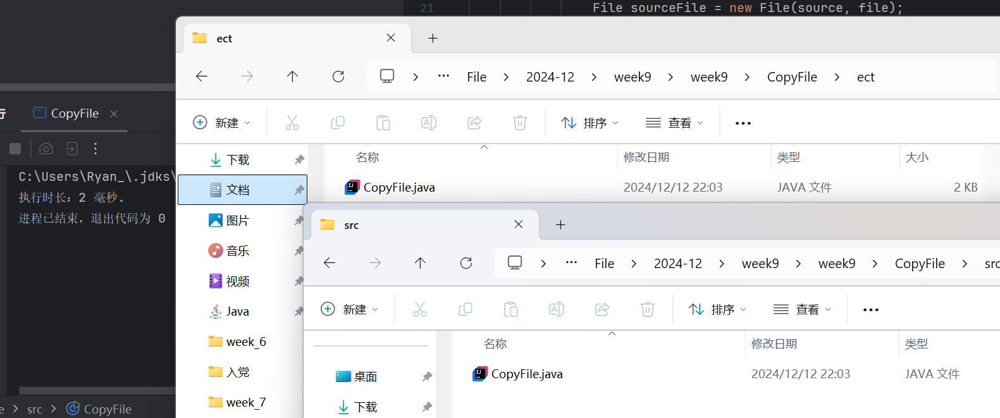 21 File sourceFile = new File(source, file);
ect
File > 2024-12 > week9 > week9 > CopyFile > ect
CopyFile
新建 排序 查看
下载 名称 修改日期 类型 大小
C:\Users\Ryan_\.jdks\
文档 CopyFile.java 2024/12/12 22:03 JAVA 文件 2 KB
执行时长: 2 毫秒.
进程已结束，退出代码为 0
图片
src
音乐
File > 2024-12 > week9 > week9 > CopyFile > src
视频
Java
新建 排序 查看
week_6
名称 修改日期 类型
入党
桌面 CopyFile.java 2024/12/12 22:03 JAVA 文件
week_7
下载
e > src > CopyFile